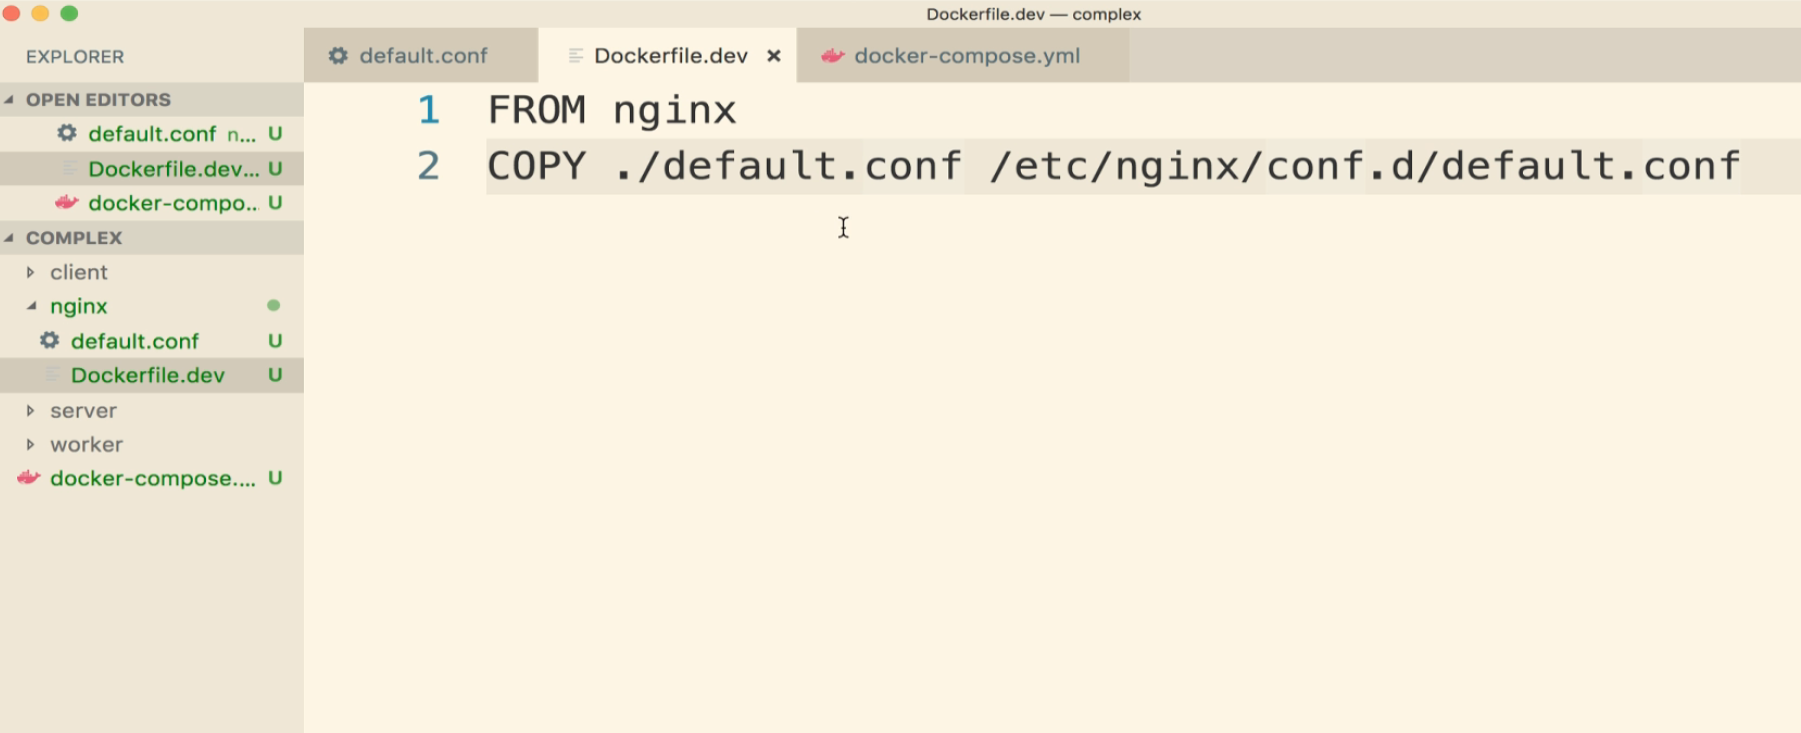 Dockerfile.dev — complex
EXPLORER
default.conf
Dockerfile.dev ×
docker-compose.yml
OPEN EDITORS
default.conf n... U
Dockerfile.dev... U
docker-compo... U
COMPLEX
client
nginx
default.conf U
Dockerfile.dev U
server
worker
docker-compose.... U
1 FROM nginx
2 COPY ./default.conf /etc/nginx/conf.d/default.conf